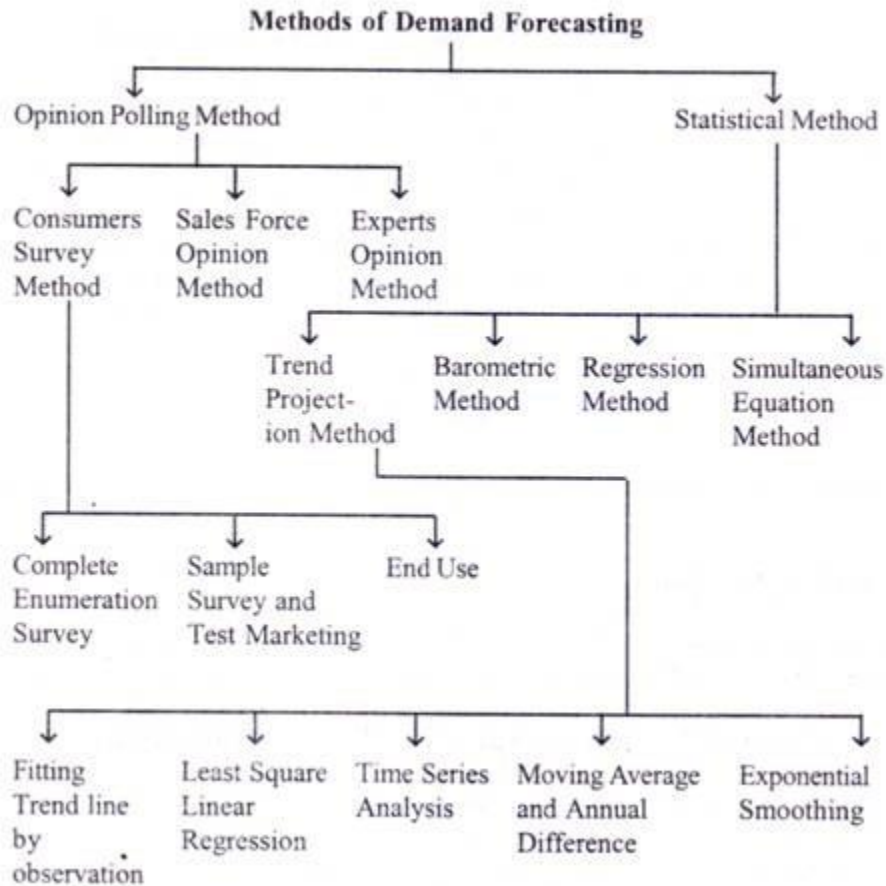 Methods of Demand Forecasting
Opinion Polling Method
Statistical Method
Consumers
Survey
Method
Sales Force
Opinion
Method
Experts
Opinion
Method
Trend
Project-
ion Method
Barometric
Method
Regression
Method
Simultaneous
Equation
Method
Complete
Enumeration
Survey
Sample
Survey and
Test Marketing
End Use
Fitting
Trend line
by
observation
Least Square
Linear
Regression
Time Series
Analysis
Moving Average
and Annual
Difference
Exponential
Smoothing